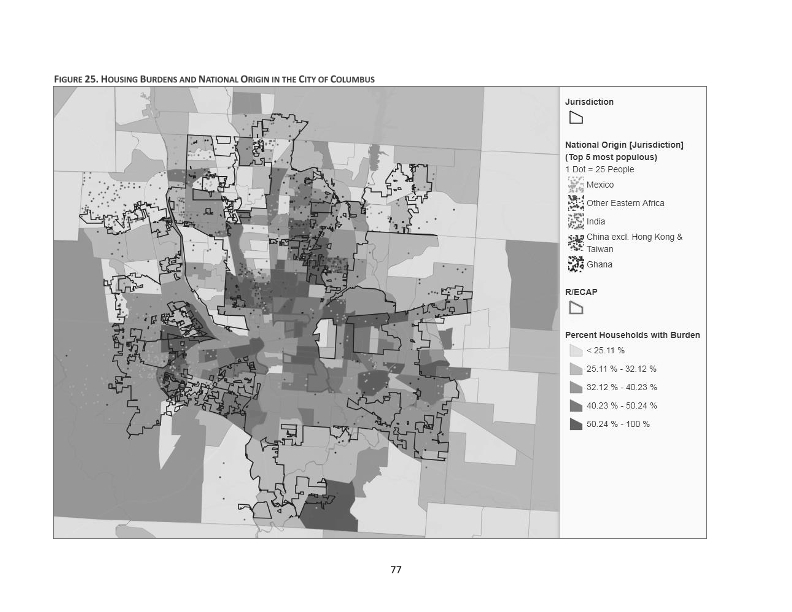 FIGURE 25. HOUSING BURDENS AND NATIONAL ORIGIN IN THE CITY OF COLUMBUS
Jurisdiction
National Origin [Jurisdiction]
(Top 5 most populous)
1 Dot = 25 People
Mexico
Other Eastern Africa
India
China excl. Hong Kong &
Taiwan
Ghana
R/ECAP
Percent Households with Burden
< 25.11 %
25.11 % - 32.12 %
32.12 % - 40.23 %
40.23 % - 50.24 %
50.24 % - 100 %
77